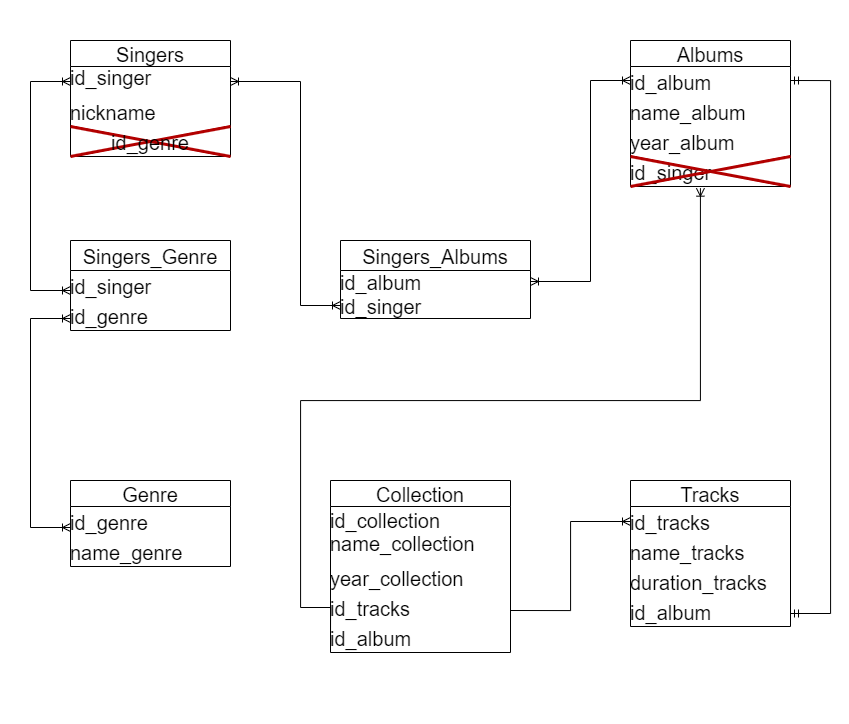 Singers
id_singer
nickname
id_genre
Albums
id_album
name_album
year_album
id_singer
Singers_Genre
id_singer
id_genre
Singers_Albums
id_album
id_singer
Genre
id_genre
name_genre
Collection
id_collection
name_collection
year_collection
id_tracks
id_album
Tracks
id_tracks
name_tracks
duration_tracks
id_album